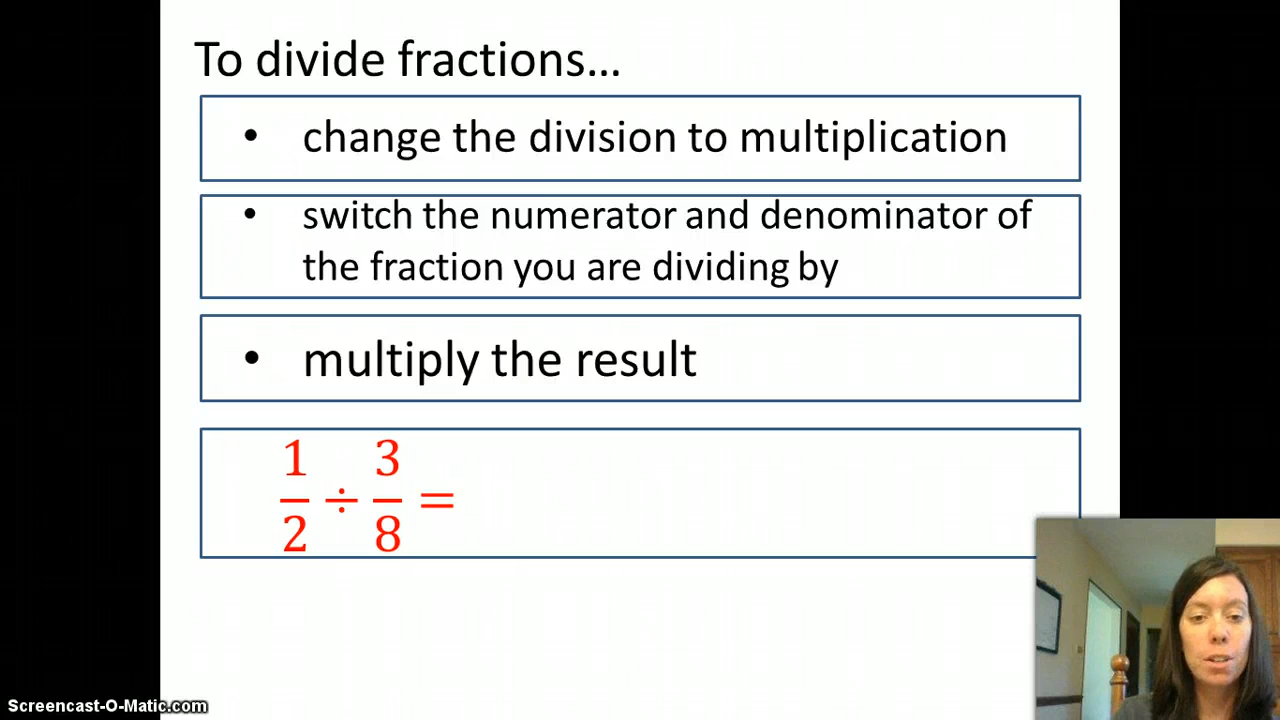 To divide fractions...
• change the division to multiplication
• switch the numerator and denominator of
the fraction you are dividing by
• multiply the result
1/2 ÷ 3/8 =
Screencast-O-Matic.com